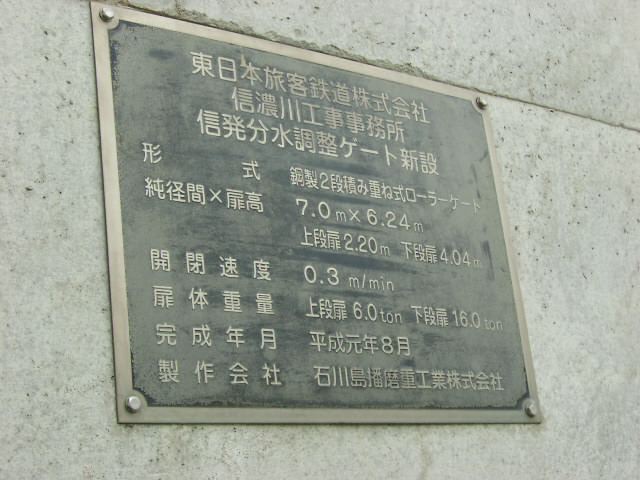 東日本旅客鉄道株式会社
信濃川工事事務所
信発分水調整ゲート新設
形式 鋼製2段積み重ね式ローラーゲート
純径間×扉高 7.0m×6.24m
上段扉2.20m 下段扉4.04m
開閉速度 0.3 m/min
扉体重量 上段扉6.0ton 下段扉16.0ton
完成年月 平成元年8月
製作会社 石川島播磨重工業株式会社